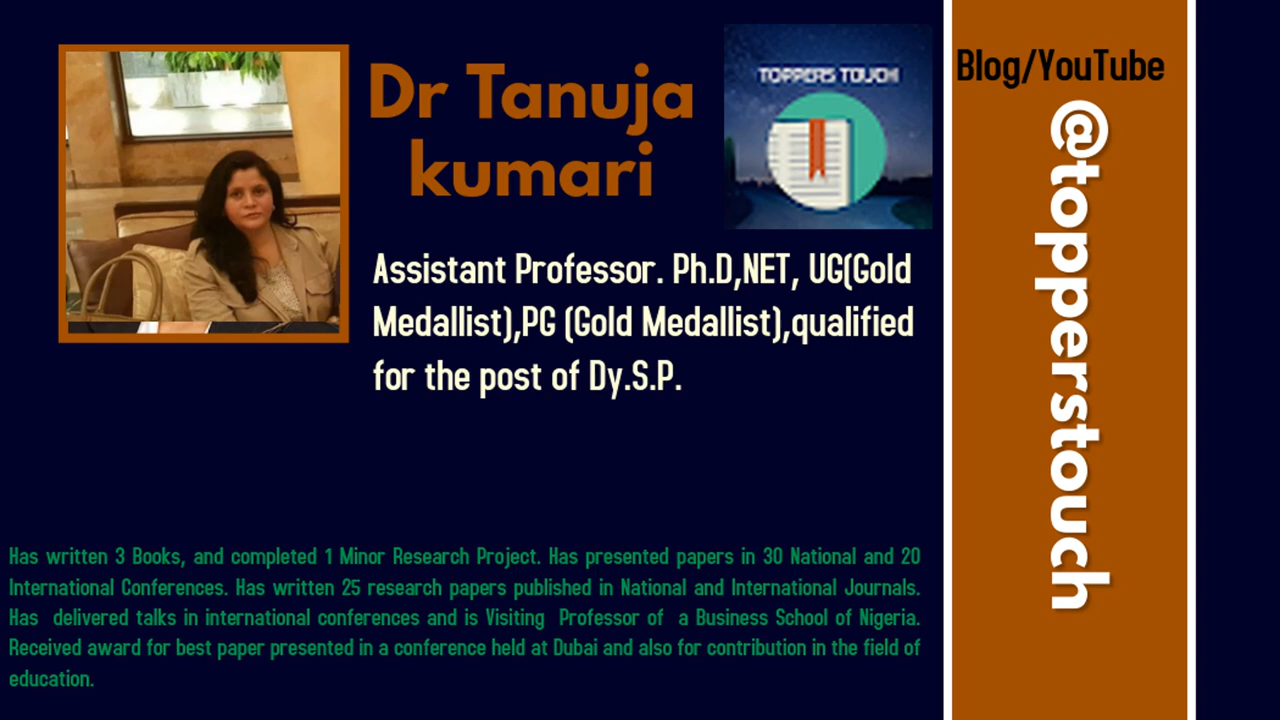 Dr Tanuja
kumari
TOPPERS TOUCH
Assistant Professor. Ph.D,NET, UG(Gold
Medallist),PG (Gold Medallist),qualified
for the post of Dy.S.P.
Has written 3 Books, and completed 1 Minor Research Project. Has presented papers in 30 National and 20
International Conferences. Has written 25 research papers published in National and International Journals.
Has delivered talks in international conferences and is Visiting Professor of a Business School of Nigeria.
Received award for best paper presented in a conference held at Dubai and also for contribution in the field of
education.
Blog/YouTube
@topperstouch